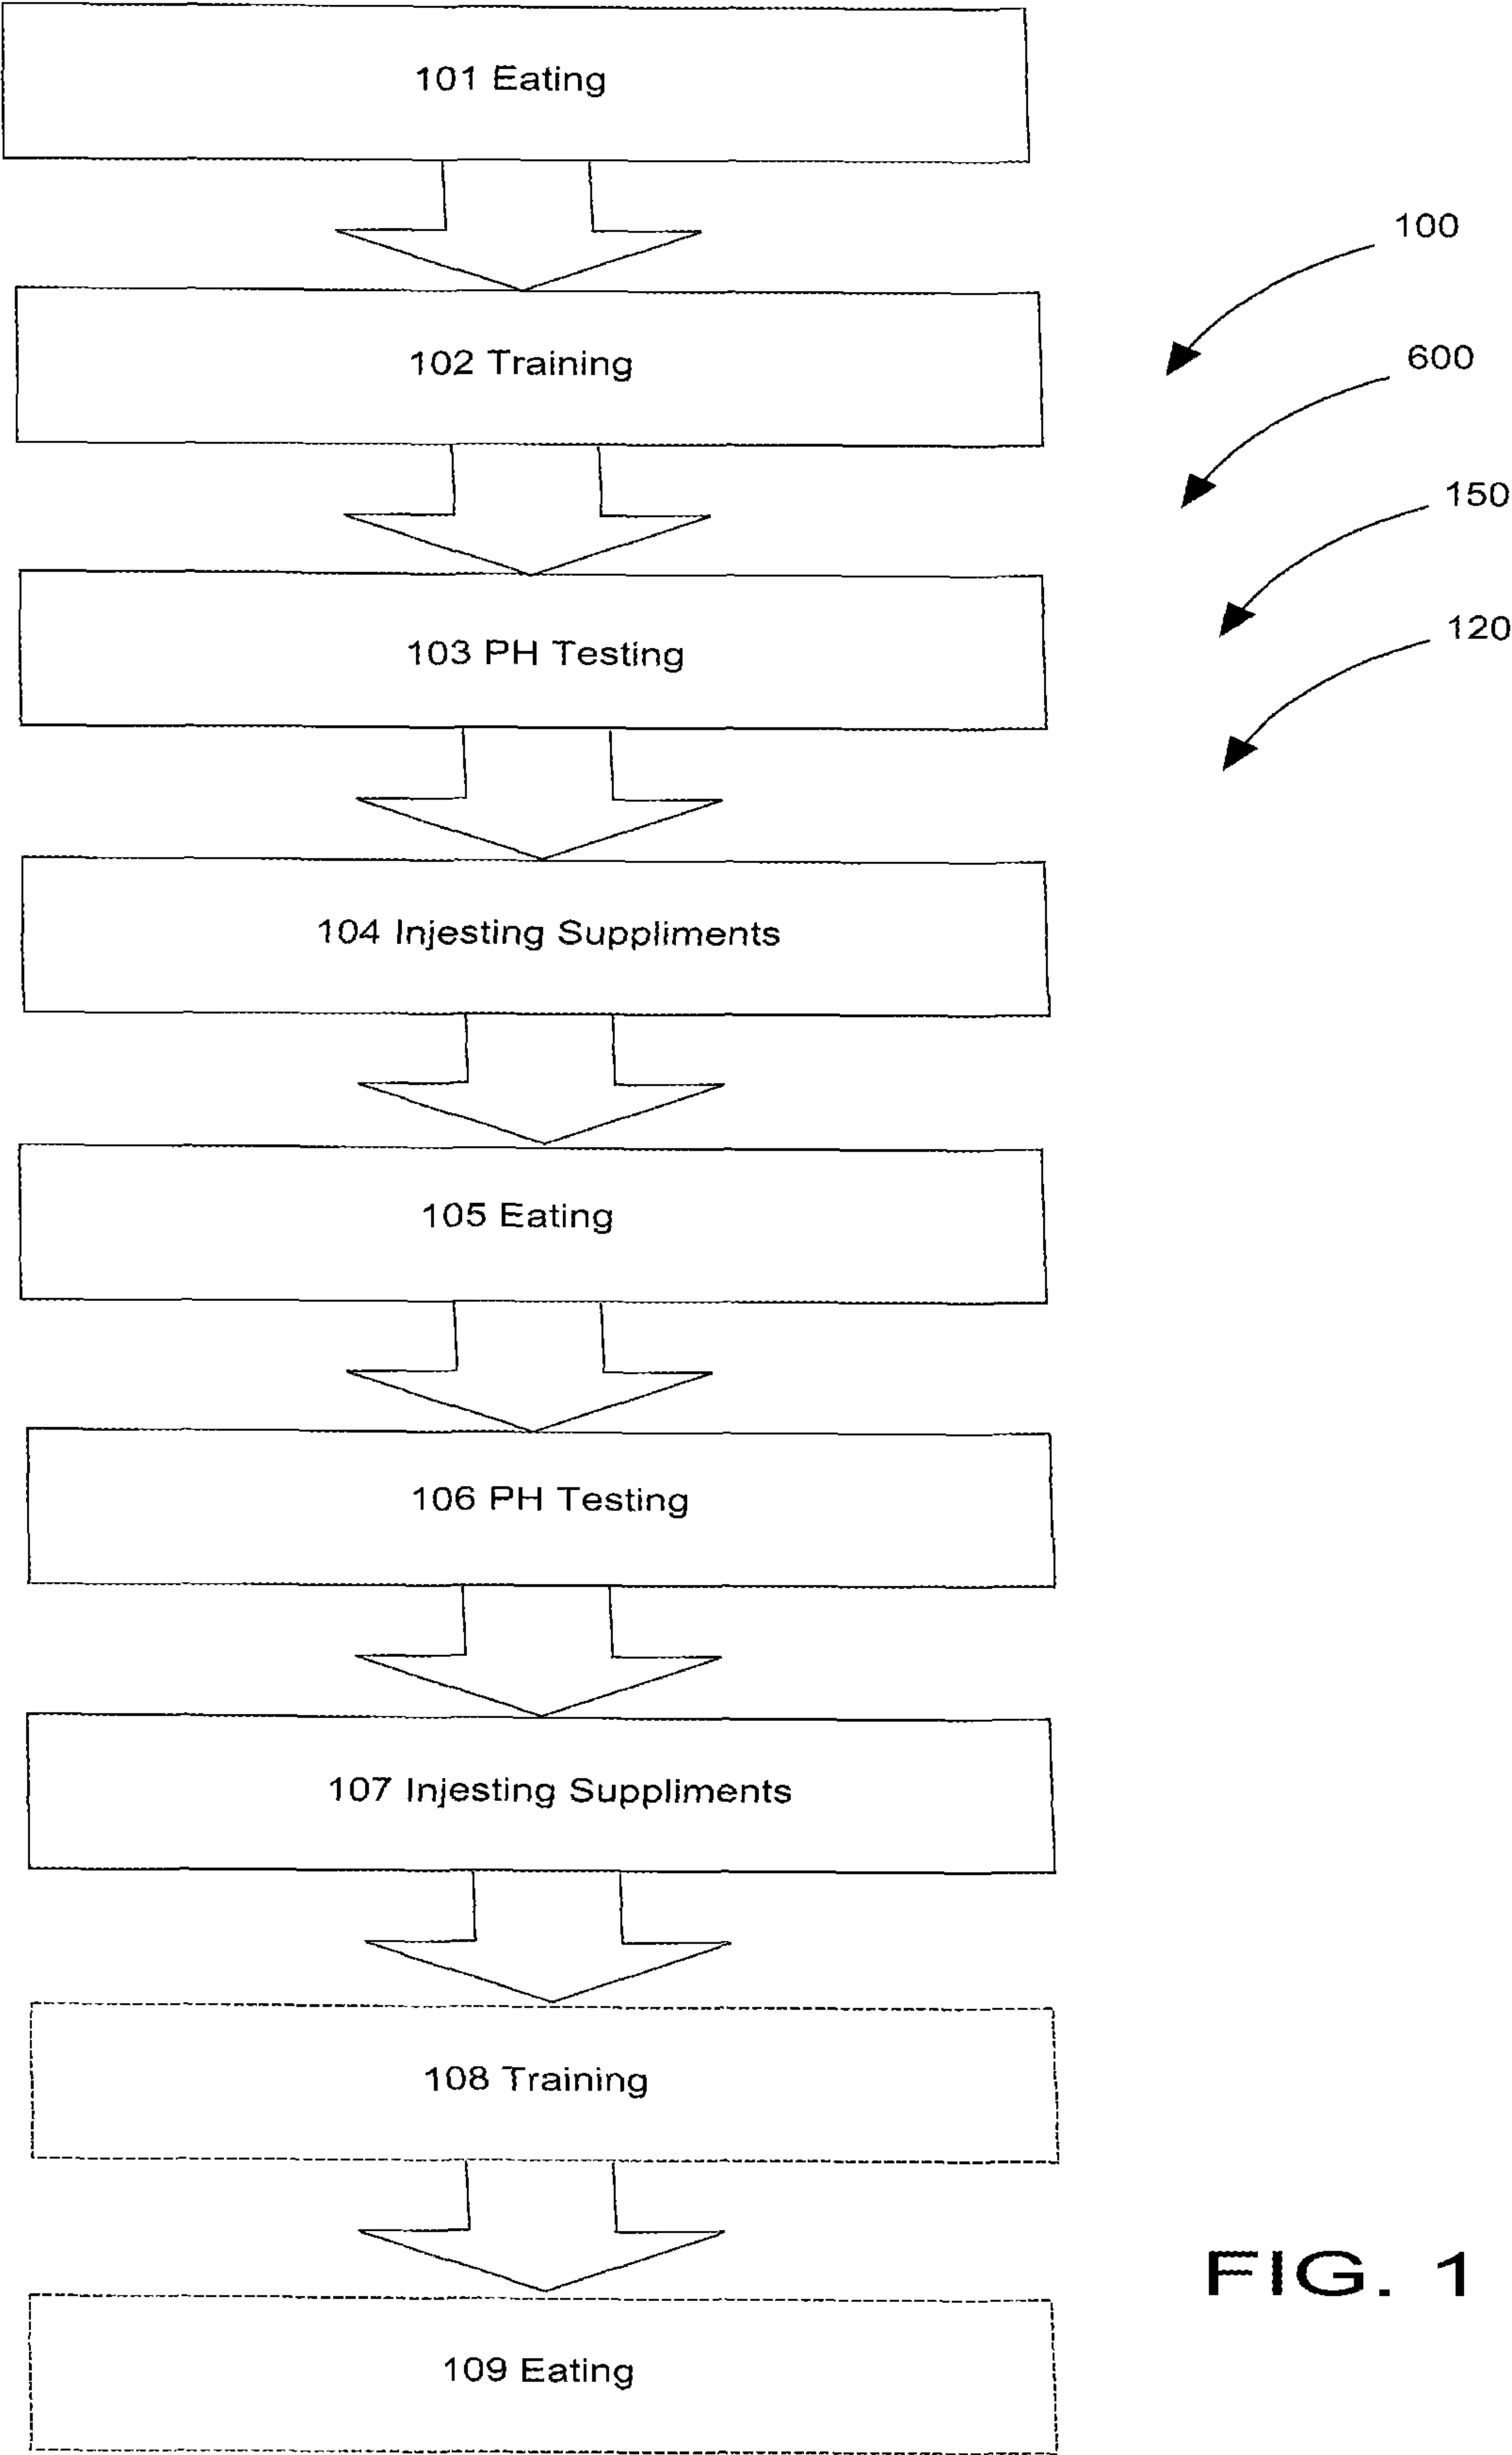 101 Eating
100
102 Training
600
150
103 PH Testing
120
104 Injesting Suppliments
105 Eating
106 PH Testing
107 Injesting Suppliments
108 Training
FIG. 1
109 Eating